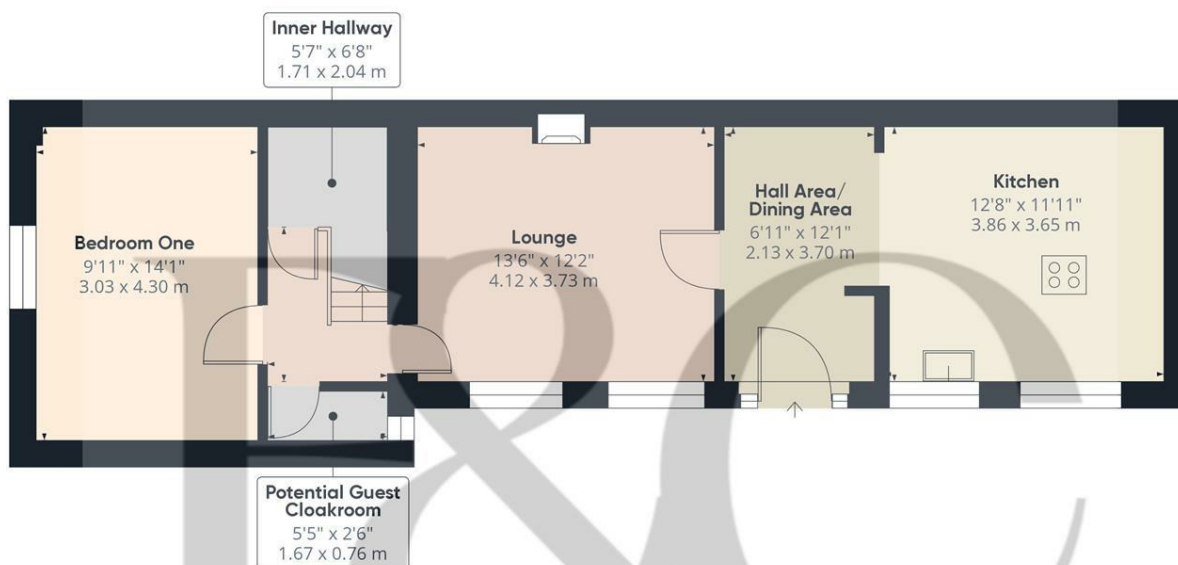 Inner Hallway
5'7" x 6'8"
1.71 x 2.04 m
Bedroom One
9'11" x 14'1"
3.03 x 4.30 m
Lounge
13'6" x 12'2"
4.12 x 3.73 m
Hall Area/
Dining Area
6'11" x 12'1"
2.13 x 3.70 m
Kitchen
12'8" x 11'11"
3.86 x 3.65 m
Potential Guest
Cloakroom
5'5" x 2'6"
1.67 x 0.76 m
F&C